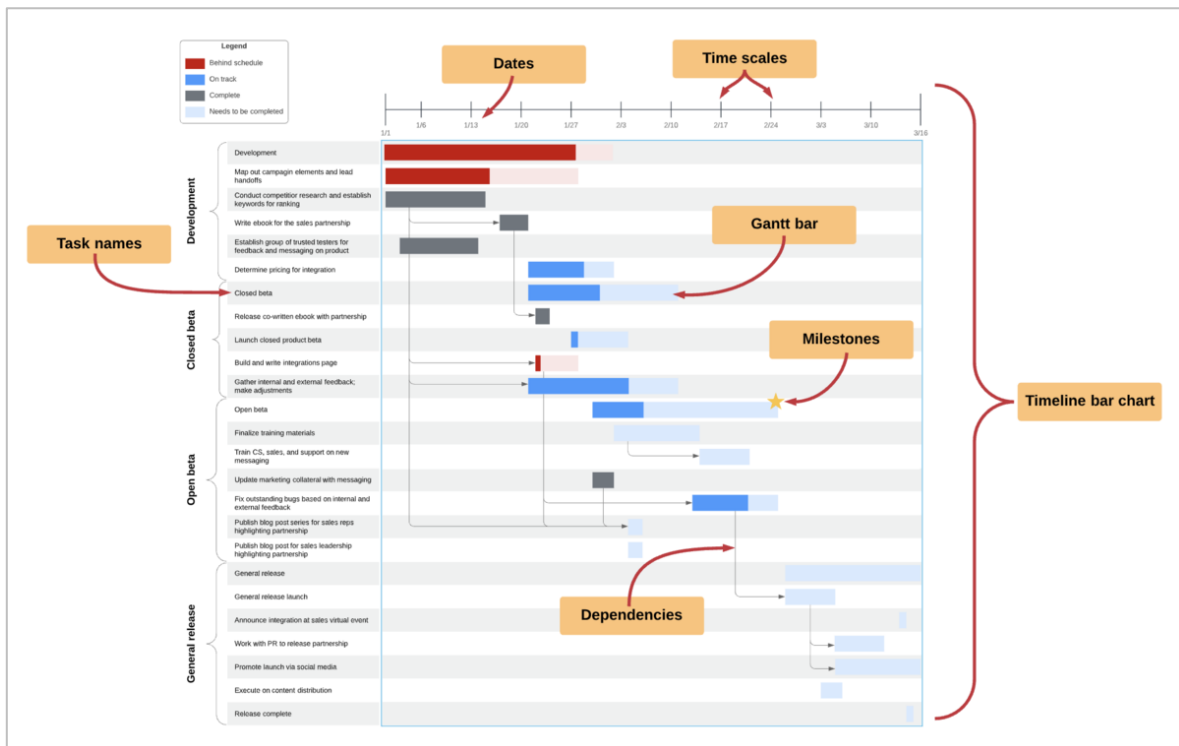 Legend
Behind schedule
On track
Complete
Needs to be completed
Dates
Time scales
1/1
1/6
1/13
1/20
1/27
2/3
2/10
2/17
2/24
3/3
3/10
3/16
Development
Development
Map out campagin elements and lead
handoffs
Conduct competitior research and establish
keywords for ranking
Write ebook for the sales partnership
Establish group of trusted testers for
feedback and messaging on product
Determine pricing for integration
Task names
Gantt bar
Closed beta
Closed beta
Release co-written ebook with partnership
Launch closed product beta
Build and write integrations page
Gather internal and external feedback;
make adjustments
Milestones
Timeline bar chart
Open beta
Open beta
Finalize training materials
Train CS, sales, and support on new
messaging
Update marketing collateral with messaging
Fix outstanding bugs based on internal and
external feedback
Publish blog post series for sales reps
highlighting partnership
Publish blog post for sales leadership
highlighting partnership
Dependencies
General release
General release
General release launch
Announce integration at sales virtual event
Work with PR to release partnership
Promote launch via social media
Execute on content distribution
Release complete